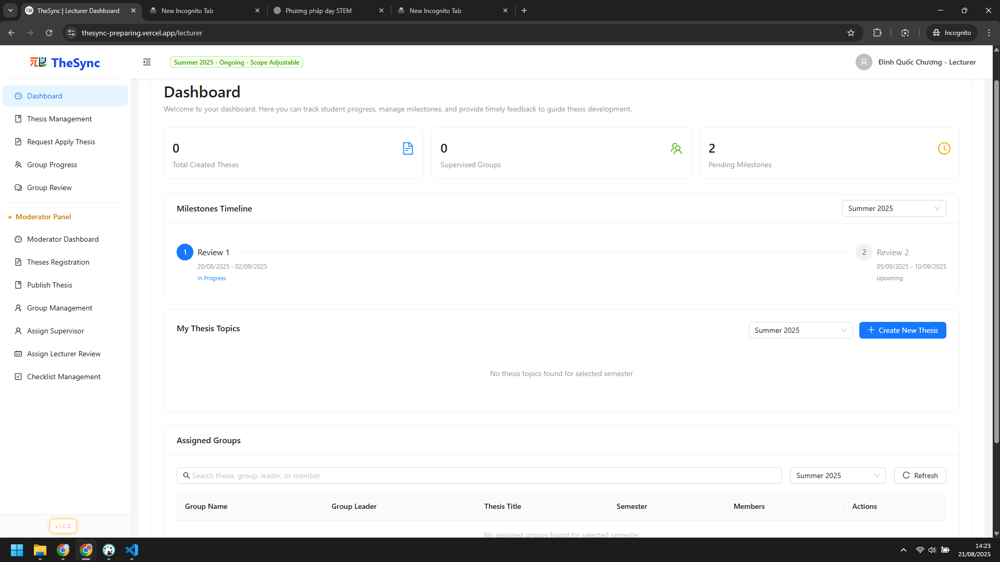 TheSync | Lecturer Dashboard
New Incognito Tab
Phương pháp dạy STEM
New Incognito Tab
thesync-preparing.vercel.app/lecturer
Incognito
TheSync
Summer 2025 - Ongoing - Scope Adjustable
Đinh Quốc Chương - Lecturer
Dashboard
Thesis Management
Request Apply Thesis
Group Progress
Group Review
Moderator Panel
Moderator Dashboard
Theses Registration
Publish Thesis
Group Management
Assign Supervisor
Assign Lecturer Review
Checklist Management
v1.0.3
Dashboard
Welcome to your dashboard. Here you can track student progress, manage milestones, and provide timely feedback to guide thesis development.
0
Total Created Theses
0
Supervised Groups
2
Pending Milestones
Milestones Timeline
Summer 2025
1
Review 1
20/08/2025 - 02/09/2025
In Progress
2
Review 2
05/09/2025 - 10/09/2025
Upcoming
My Thesis Topics
Summer 2025
Create New Thesis
No thesis topics found for selected semester
Assigned Groups
Search thesis, group, leader, or member
Summer 2025
Refresh
Group Name
Group Leader
Thesis Title
Semester
Members
Actions
No assigned groups found for selected semester
14:23
21/08/2025